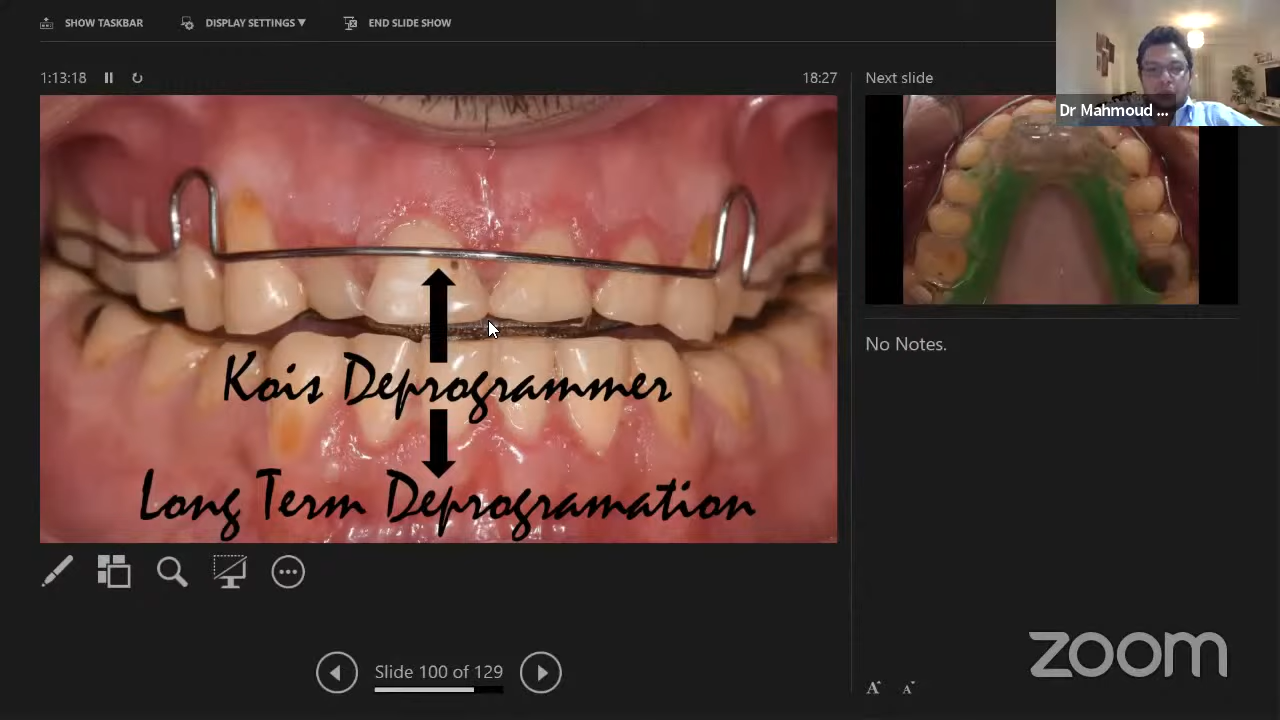 SHOW TASKBAR
DISPLAY SETTINGS ▼
END SLIDE SHOW
1:13:18
18:27
Next slide
Dr Mahmoud ...
Kois Deprogrammer
Long Term Deprogramation
No Notes.
Slide 100 of 129
A A
zoom